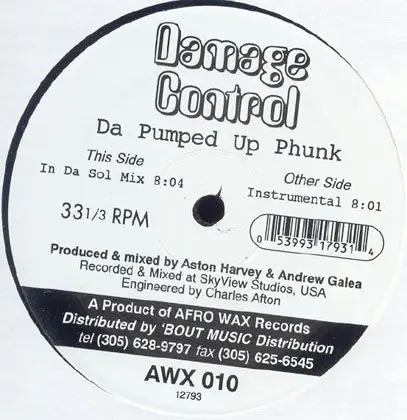 Damage
Control
Da Pumped Up Phunk
This Side
In Da Sol Mix 8:04
Other Side
Instrumental 8:01
33 1/3 RPM
0 53993 17931 4
Produced & mixed by Aston Harvey & Andrew Galea
Recorded & Mixed at SkyView Studios, USA
Engineered by Charles Afton
A Product of AFRO WAX Records
Distributed by 'BOUT MUSIC Distribution
tel (305) 628-9797 fax (305) 625-6545
AWX 010
12793